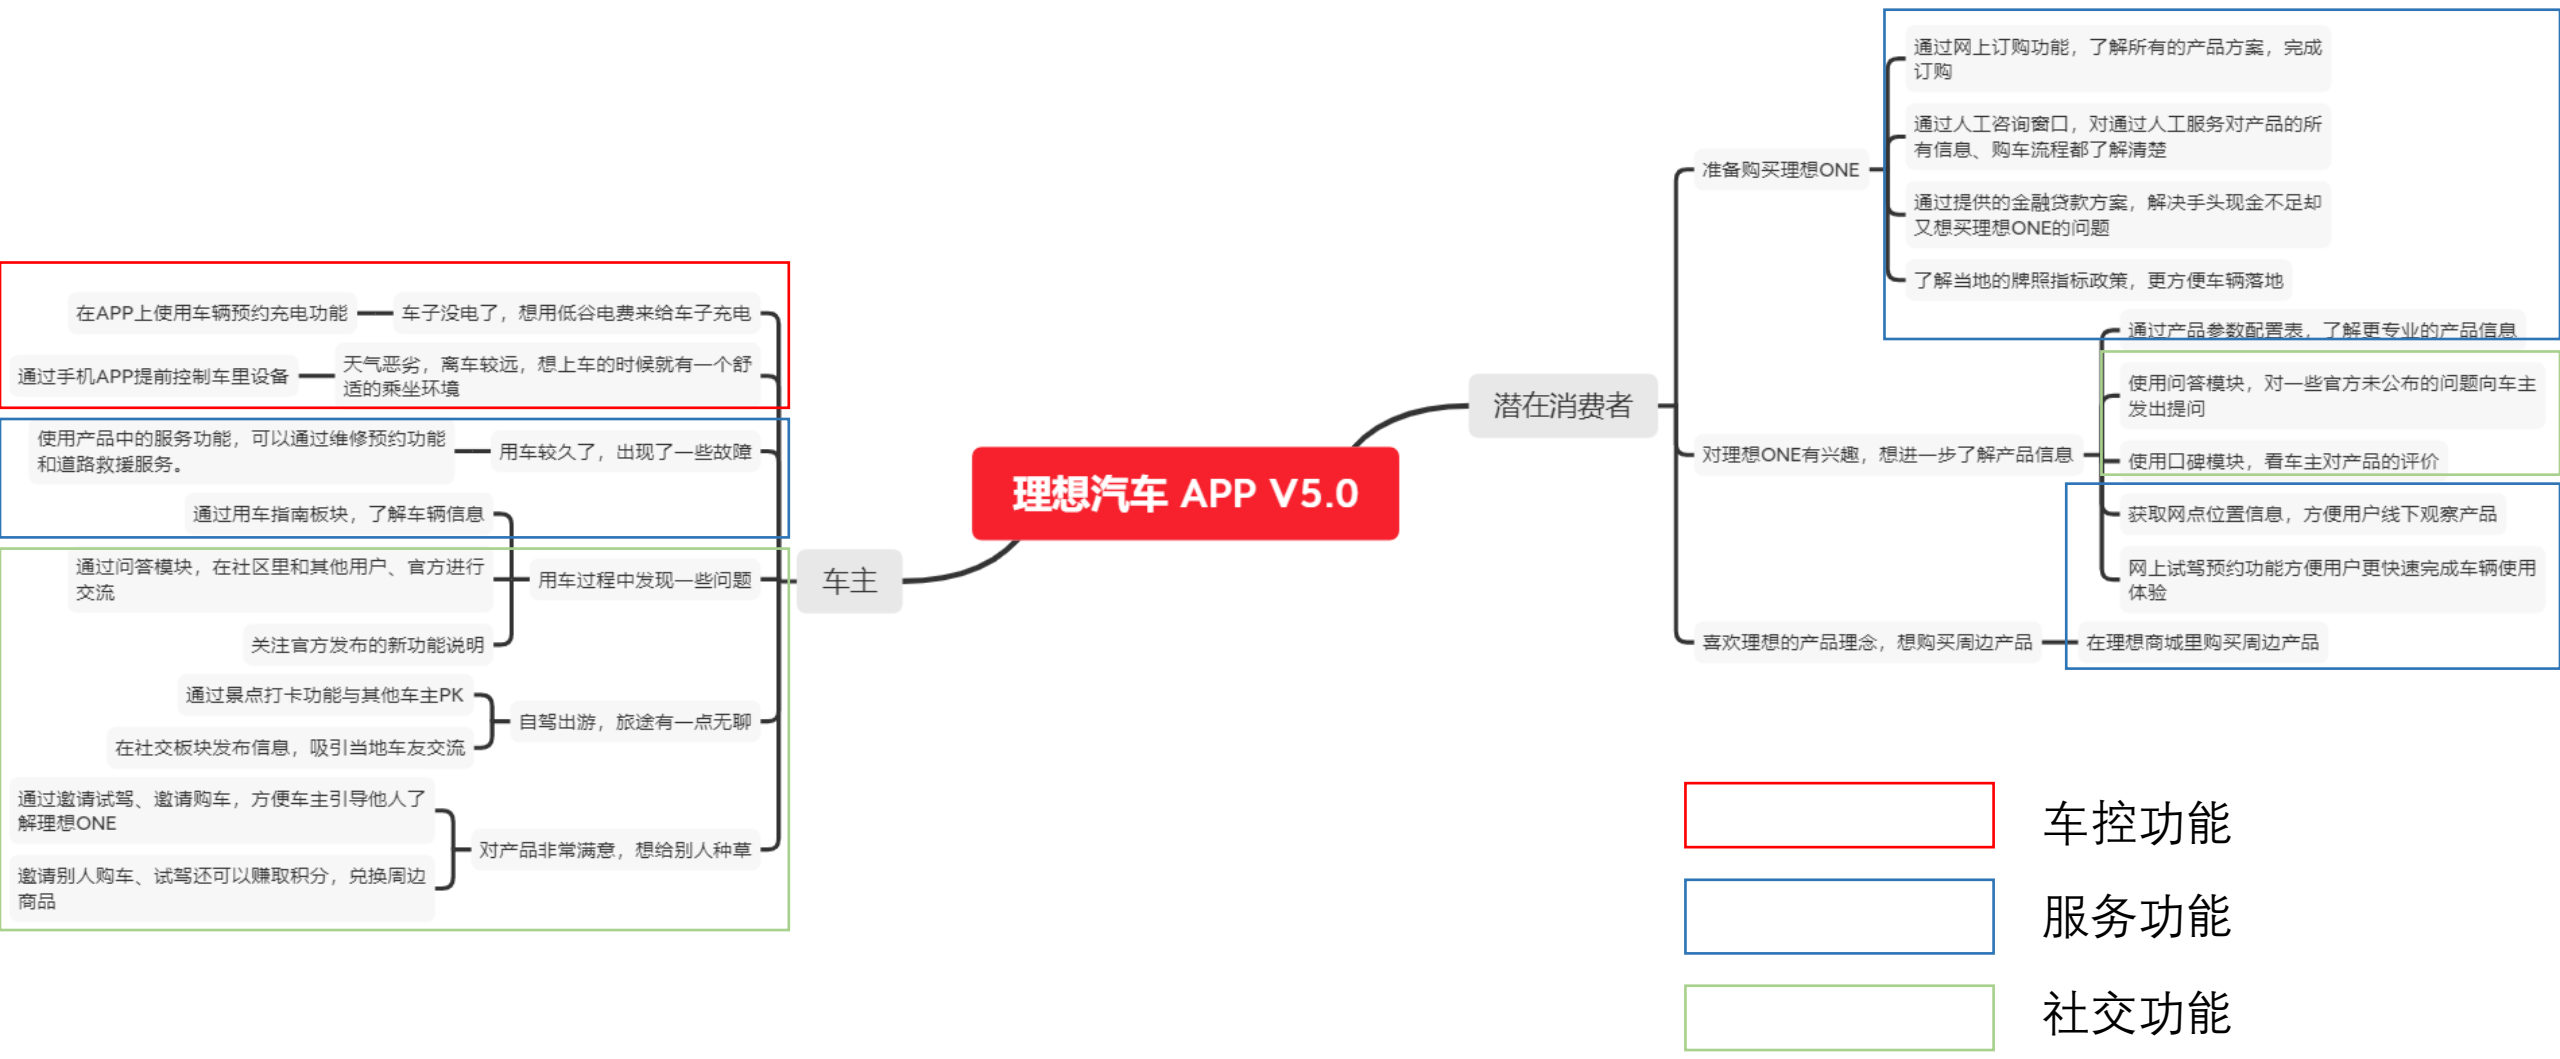 通过网上订购功能，了解所有的产品方案，完成
订购
通过人工咨询窗口，对通过人工服务对产品的所
有信息、购车流程都了解清楚
准备购买理想ONE
通过提供的金融贷款方案，解决手头现金不足却
又想买理想ONE的问题
了解当地的牌照指标政策，更方便车辆落地
潜在消费者
通过产品参数配置表，了解更专业的产品信息
使用问答模块，对一些官方未公布的问题向车主
发出提问
对理想ONE有兴趣，想进一步了解产品信息
使用口碑模块，看车主对产品的评价
获取网点位置信息，方便用户线下观察产品
网上试驾预约功能方便用户更快速完成车辆使用
体验
喜欢理想的产品理念，想购买周边产品
在理想商城里购买周边产品
理想汽车 APP V5.0
车主
在APP上使用车辆预约充电功能
车子没电了，想用低谷电费来给车子充电
通过手机APP提前控制车里设备
天气恶劣，离车较远，想上车的时候就有一个舒
适的乘坐环境
使用产品中的服务功能，可以通过维修预约功能
和道路救援服务。
用车较久了，出现了一些故障
通过用车指南板块，了解车辆信息
通过问答模块，在社区里和其他用户、官方进行
交流
用车过程中发现一些问题
关注官方发布的新功能说明
通过景点打卡功能与其他车主PK
自驾出游，旅途有一点无聊
在社交板块发布信息，吸引当地车友交流
通过邀请试驾、邀请购车，方便车主引导他人了
解理想ONE
对产品非常满意，想给别人种草
邀请别人购车、试驾还可以赚取积分，兑换周边
商品
车控功能
服务功能
社交功能